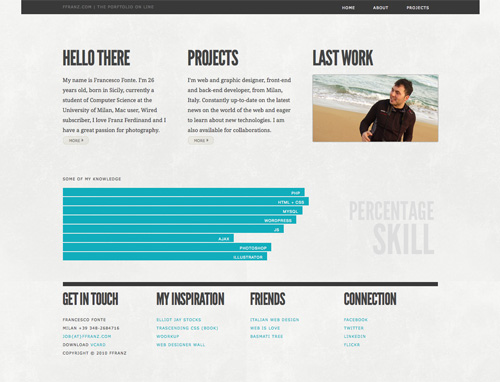 FFRANZ.COM | THE PORTFOLIO ON LINE
HOME ABOUT PROJECTS
HELLO THERE
My name is Francesco Fonte. I'm 26
years old, born in Sicily, currently a
student of Computer Science at the
University of Milan, Mac user, Wired
subscriber, I love Franz Ferdinand and I
have a great passion for photography.
MORE
PROJECTS
I'm web and graphic designer, front-end
and back-end developer, from Milan,
Italy. Constantly up-to-date on the latest
news on the world of the web and eager
to learn about new technologies. I am
also available for collaborations.
MORE
LAST WORK
SOME OF MY KNOWLEDGE
PHP
HTML + CSS
MYSQL
WORDPRESS
JS
AJAX
PHOTOSHOP
ILLUSTRATOR
PERCENTAGE
SKILL
GET IN TOUCH
FRANCESCO FONTE
MILAN +39 348-2686716
JOB[AT]FFRANZ.COM
DOWNLOAD VCARD
COPYRIGHT © 2010 FFRANZ
MY INSPIRATION
ELLIOT JAY STOCKS
TRASCENDING CSS (BOOK)
WOORKUP
WEB DESIGNER WALL
FRIENDS
ITALIAN WEB DESIGN
WEB IS LOVE
BASMATI TREE
CONNECTION
FACEBOOK
TWITTER
LINKEDIN
FLICKR